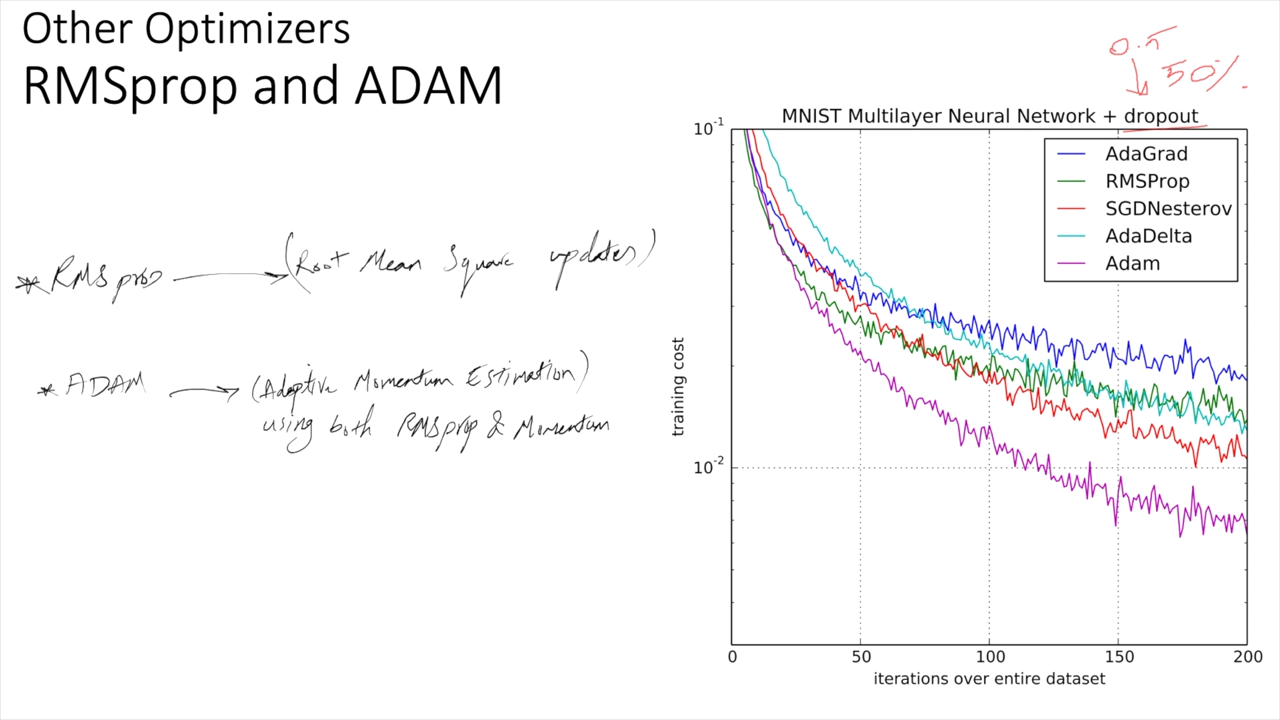 Other Optimizers
RMSprop and ADAM
* RMSprop → (Root Mean Square updates)
* ADAM → (Adaptive Momentum Estimation)
using both RMSprop & Momentum
0.5
↓ 50%.
MNIST Multilayer Neural Network + dropout
AdaGrad
RMSProp
SGDNesterov
AdaDelta
Adam
training cost
10⁻¹
10⁻²
0 50 100 150 200
iterations over entire dataset